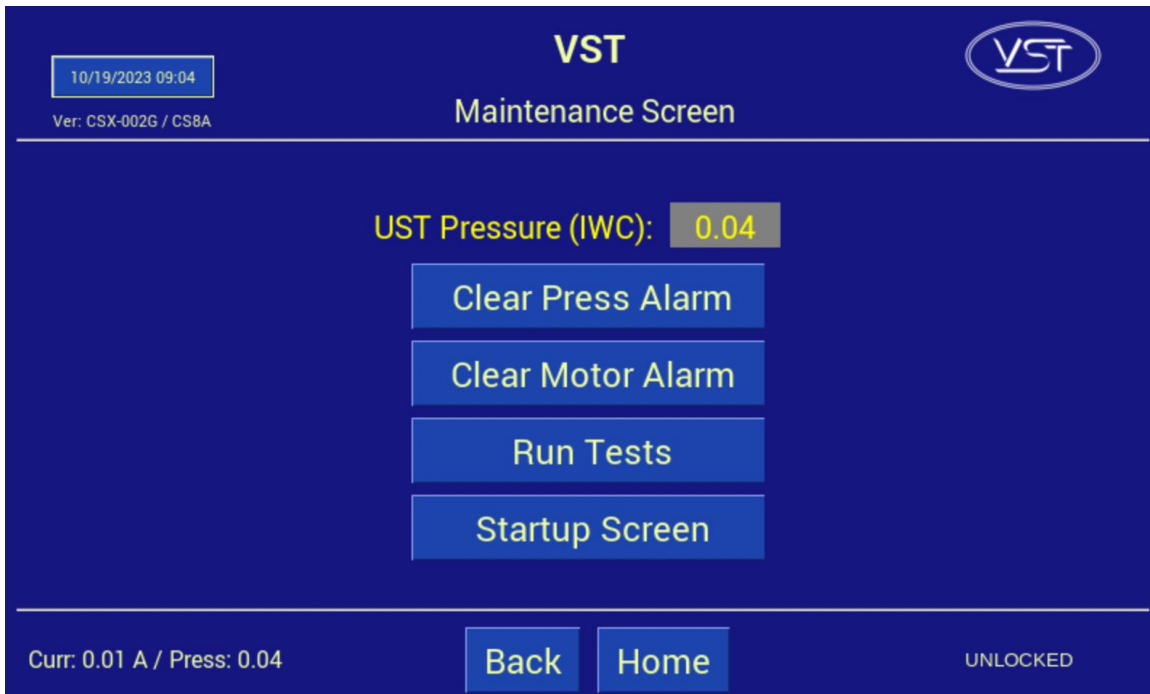 VST
VST
10/19/2023 09:04
Ver: CSX-002G / CS8A
Maintenance Screen
UST Pressure (IWC): 0.04
Clear Press Alarm
Clear Motor Alarm
Run Tests
Startup Screen
Curr: 0.01 A / Press: 0.04
Back
Home
UNLOCKED